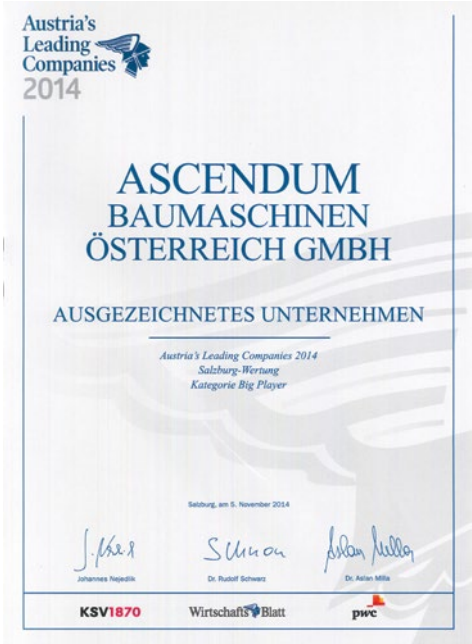 Austria's
Leading
Companies
2014
ASCENDUM
BAUMASCHINEN
ÖSTERREICH GMBH
AUSGEZEICHNETES UNTERNEHMEN
Austria's Leading Companies 2014
Salzburg-Wertung
Kategorie Big Player
Salzburg, am 5. November 2014
Johannes Nejedlik
Dr. Rudolf Schwarz
Dr. Aslan Milla
KSV1870
WirtschaftsBlatt
pwc